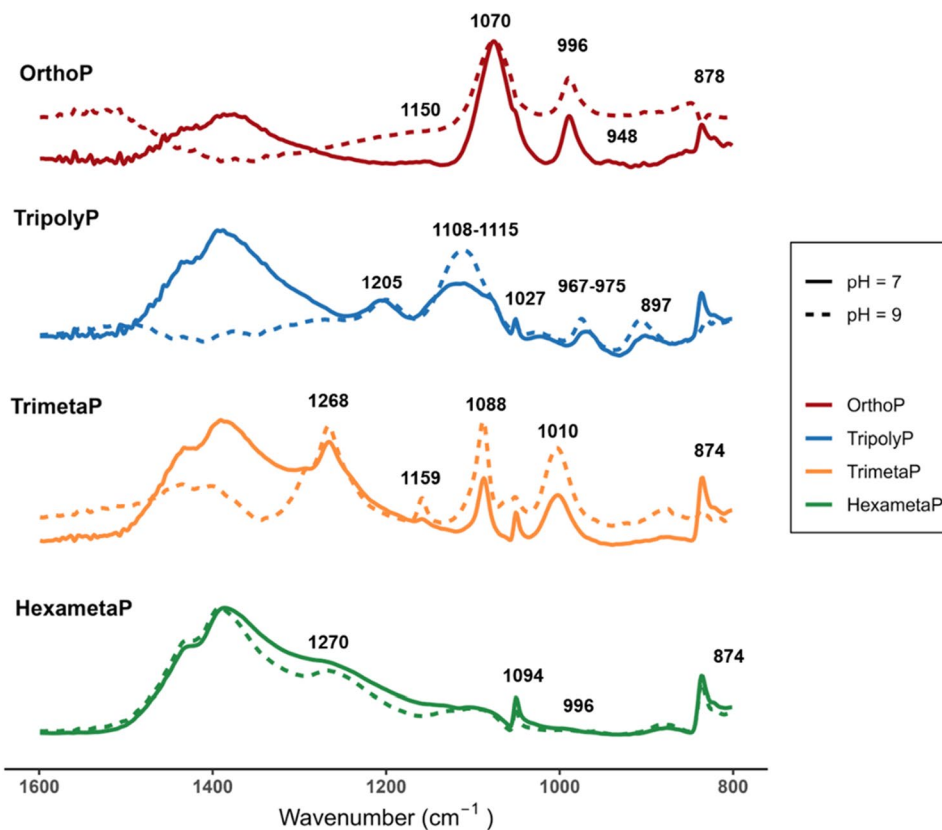 1070
996
OrthoP
878
1150
948
TripolyP
1108-1115
1205
1027
967-975
897
pH = 7
pH = 9
TrimetaP
1268
1088
1010
1159
874
OrthoP
TripolyP
TrimetaP
HexametaP
HexametaP
1270
1094
996
874
1600
1400
1200
1000
800
Wavenumber (cm⁻¹ )